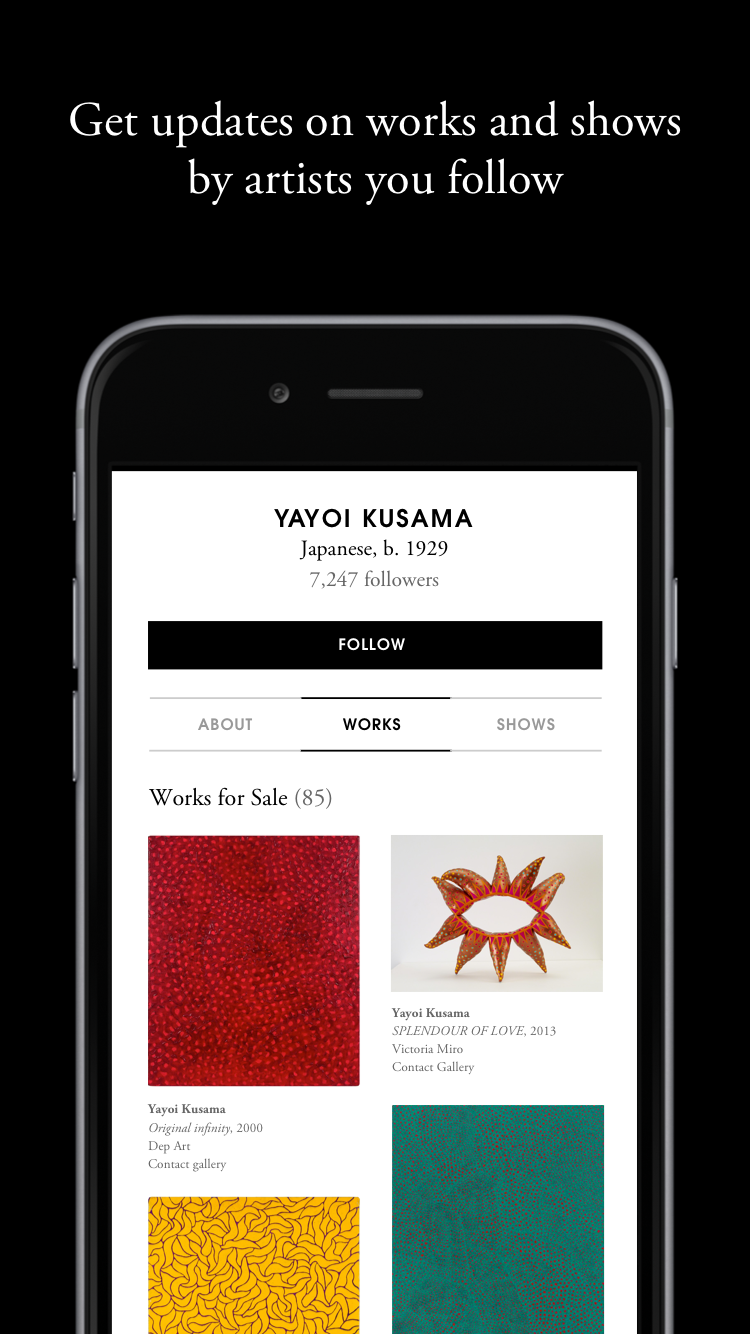 Get updates on works and shows
by artists you follow
YAYOI KUSAMA
Japanese, b. 1929
7,247 followers
FOLLOW
ABOUT WORKS SHOWS
Works for Sale (85)
Yayoi Kusama
Original infinity, 2000
Dep Art
Contact gallery
Yayoi Kusama
SPLENDOUR OF LOVE, 2013
Victoria Miro
Contact Gallery